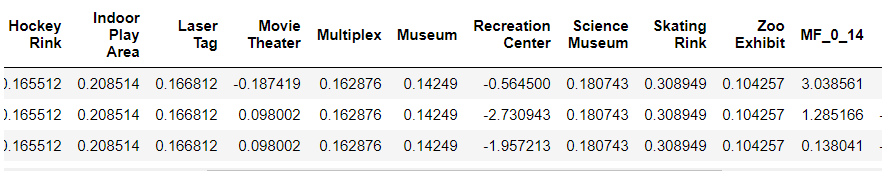 Hockey Rink Indoor Play Area Laser Tag Movie Theater Multiplex Museum Recreation Center Science Museum Skating Rink Zoo Exhibit MF_0_14
.165512 0.208514 0.166812 -0.187419 0.162876 0.14249 -0.564500 0.180743 0.308949 0.104257 3.038561
.165512 0.208514 0.166812 0.098002 0.162876 0.14249 -2.730943 0.180743 0.308949 0.104257 1.285166
.165512 0.208514 0.166812 0.098002 0.162876 0.14249 -1.957213 0.180743 0.308949 0.104257 0.138041